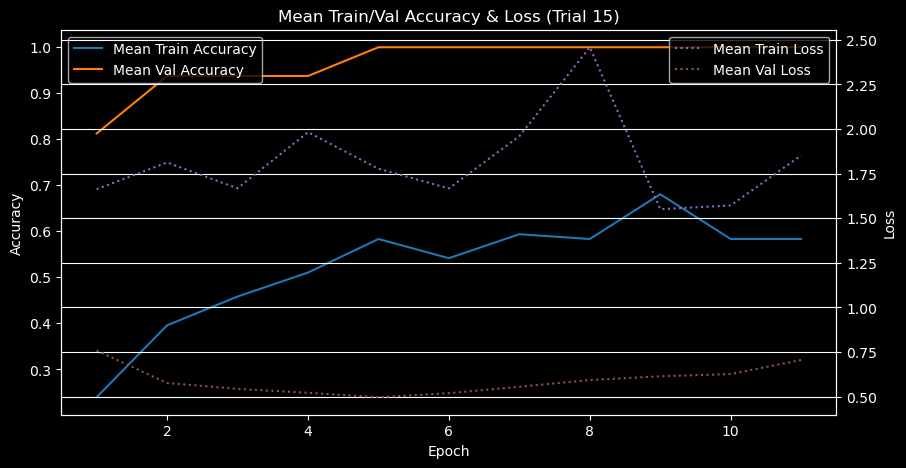 Mean Train/Val Accuracy & Loss (Trial 15)
Mean Train Accuracy
Mean Val Accuracy
Mean Train Loss
Mean Val Loss
1.0
0.9
0.8
0.7
0.6
0.5
0.4
0.3
Accuracy
2.50
2.25
2.00
1.75
1.50
1.25
1.00
0.75
0.50
Loss
2 4 6 8 10
Epoch